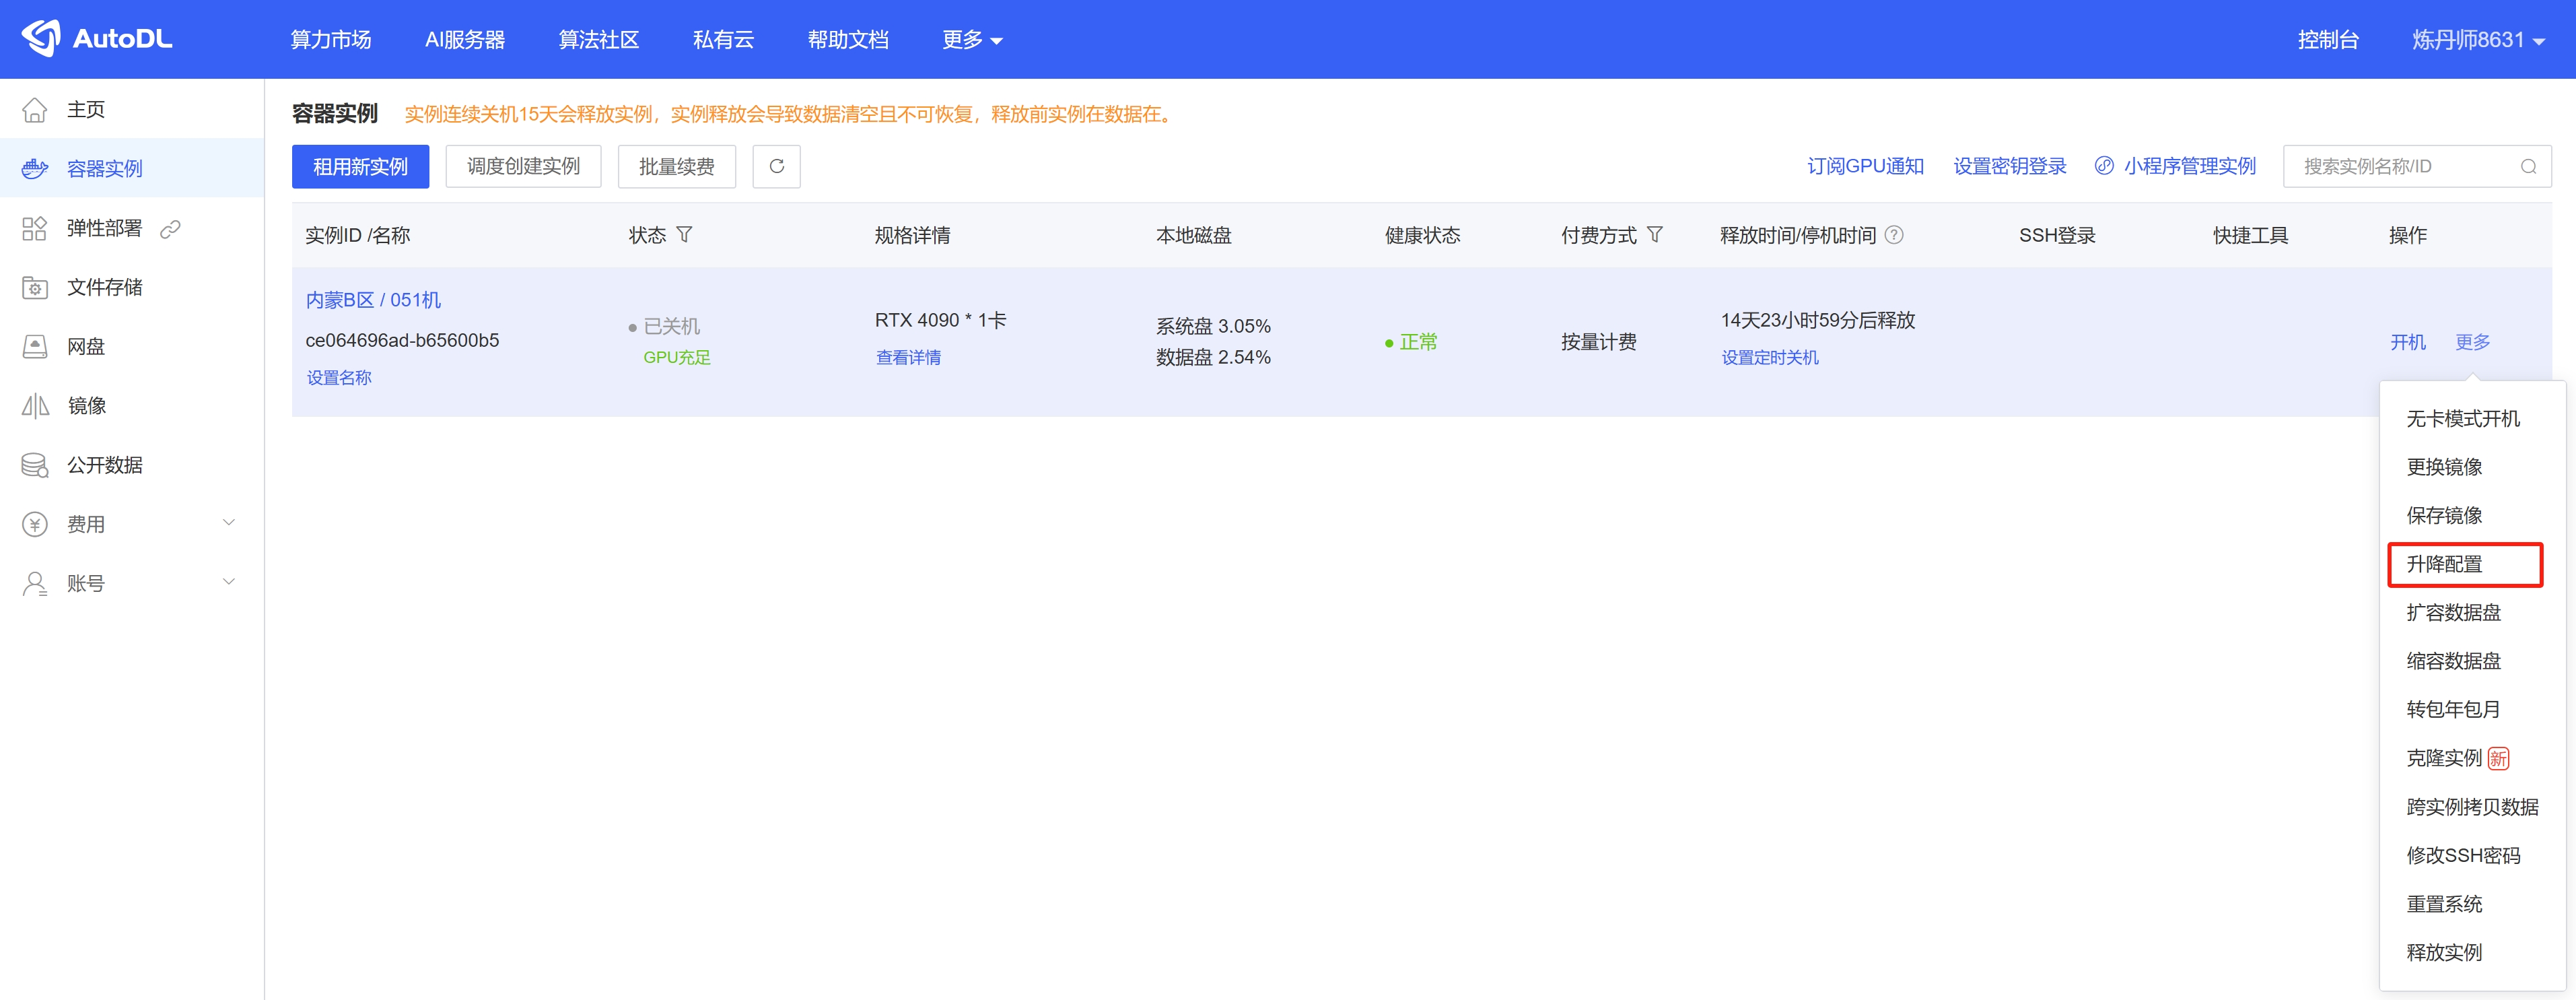 AutoDL
算力市场
AI服务器
算法社区
私有云
帮助文档
更多
控制台
炼丹师8631
主页
容器实例
弹性部署
文件存储
网盘
镜像
公开数据
费用
账号
容器实例
实例连续关机15天会释放实例，实例释放会导致数据清空且不可恢复，释放前实例在数据在。
租用新实例
调度创建实例
批量续费
订阅GPU通知
设置密钥登录
小程序管理实例
搜索实例名称/ID
实例ID /名称
状态
规格详情
本地磁盘
健康状态
付费方式
释放时间/停机时间
SSH登录
快捷工具
操作
内蒙B区 / 051机
ce064696ad-b65600b5
设置名称
已关机
GPU充足
RTX 4090 * 1卡
查看详情
系统盘 3.05%
数据盘 2.54%
正常
按量计费
14天23小时59分后释放
设置定时关机
开机
更多
无卡模式开机
更换镜像
保存镜像
升降配置
扩容数据盘
缩容数据盘
转包年包月
克隆实例 新
跨实例拷贝数据
修改SSH密码
重置系统
释放实例